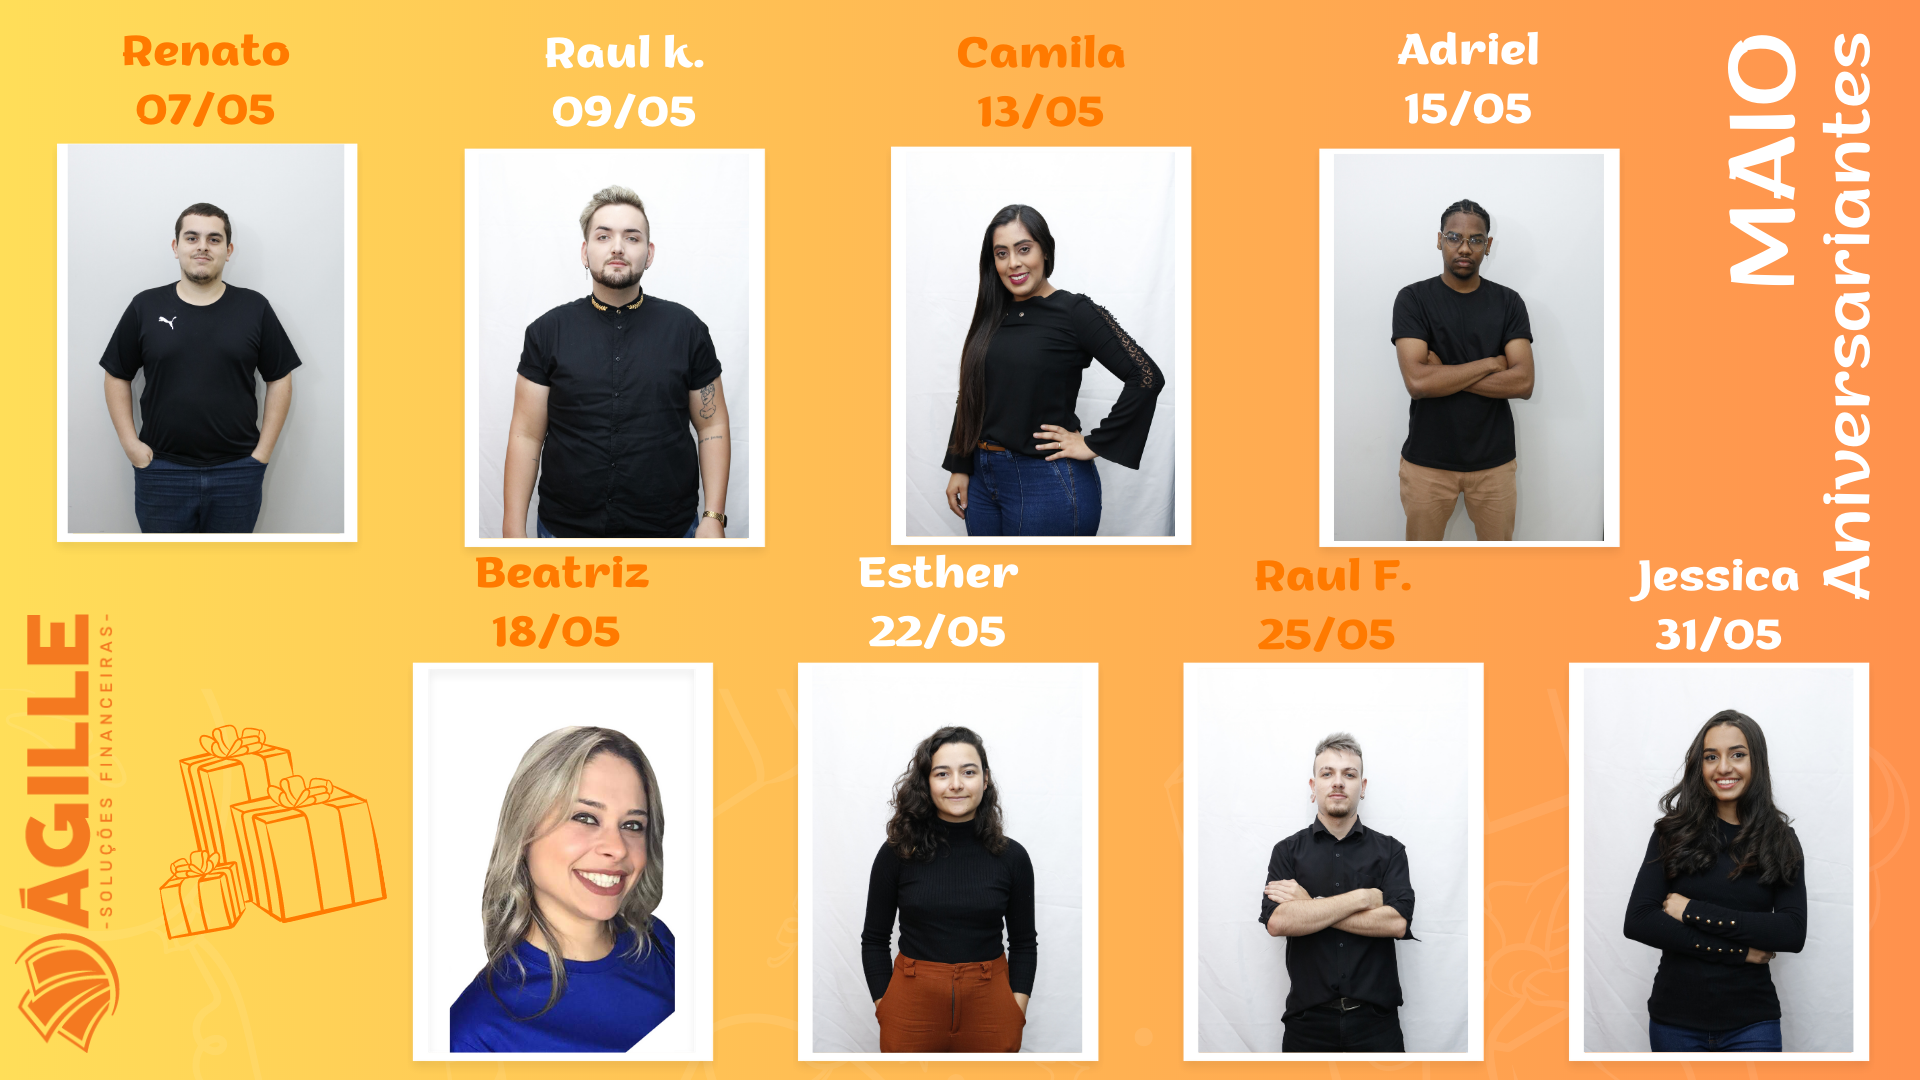 Renato
07/05
Raul k.
09/05
Camila
13/05
Adriel
15/05
MAIO
Aniversariantes
Beatriz
18/05
Esther
22/05
Raul F.
25/05
Jessica
31/05
ÁGILLE
-SOLUÇÕES FINANCEIRAS-